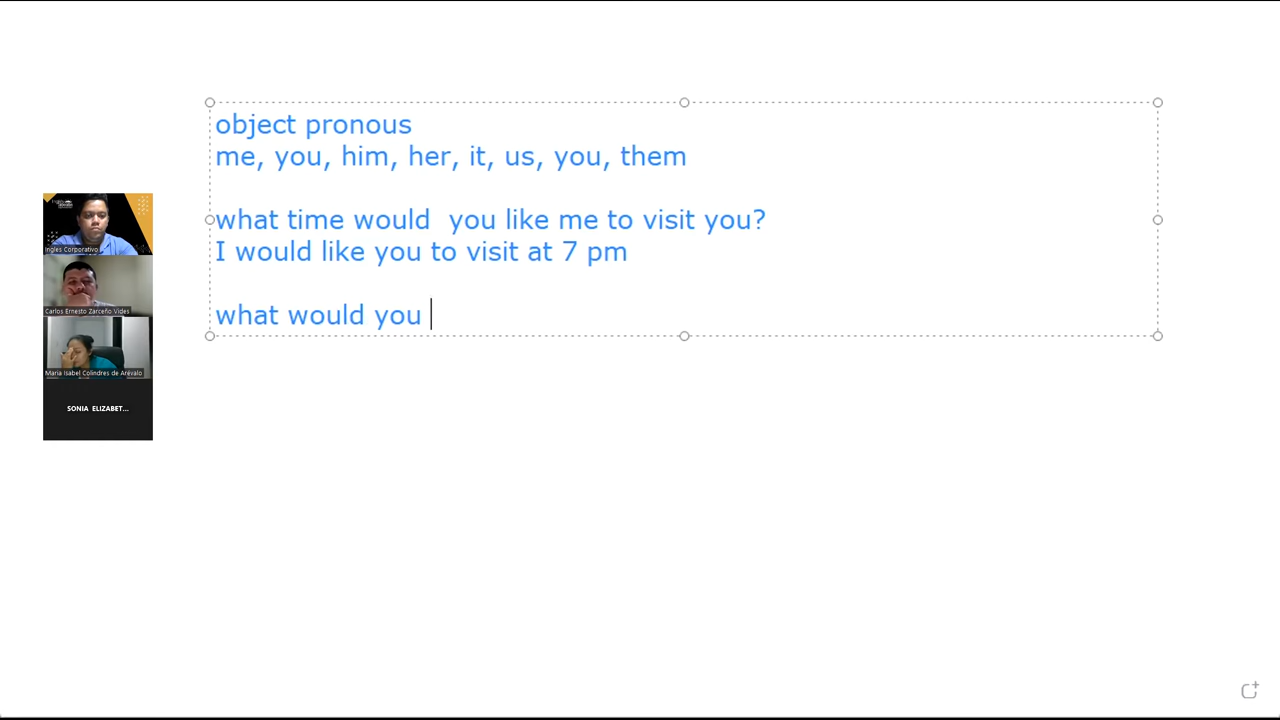 object pronous
me, you, him, her, it, us, you, them
what time would  you like me to visit you?
I would like you to visit at 7 pm
what would you
Ingles Corporativo
Carlos Ernesto Zarceño Vides
Maria Isabel Colindres de Arevalo
SONIA ELIZABET...